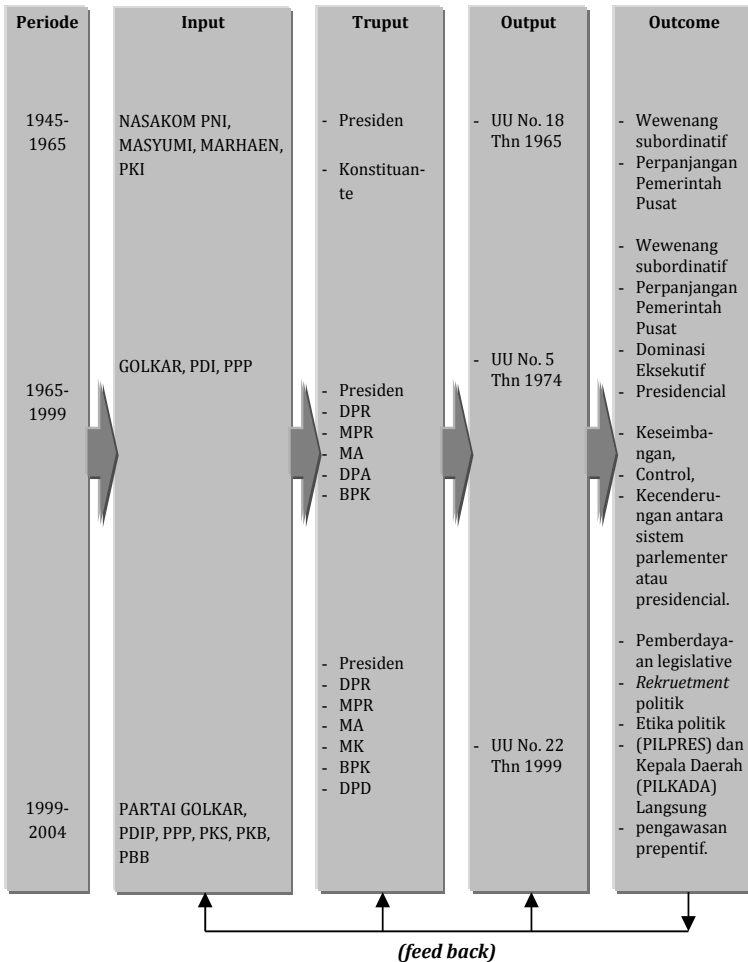 Periode
Input
Truput
Output
Outcome
1945-
1965
NASAKOM PNI,
MASYUMI, MARHAEN,
PKI
- Presiden
- Konstituan-
te
- UU No. 18
Thn 1965
- Wewenang
subordinatif
- Perpanjangan
Pemerintah
Pusat
1965-
1999
GOLKAR, PDI, PPP
- Presiden
- DPR
- MPR
- MA
- DPA
- BPK
- UU No. 5
Thn 1974
- Wewenang
subordinatif
- Perpanjangan
Pemerintah
Pusat
- Dominasi
Eksekutif
- Presidencial
- Keseimba-
ngan,
- Control,
- Kecenderu-
ngan antara
sistem
parlementer
atau
presidencial.
1999-
2004
PARTAI GOLKAR,
PDIP, PPP, PKS, PKB,
PBB
- Presiden
- DPR
- MPR
- MA
- MK
- BPK
- DPD
- UU No. 22
Thn 1999
- Pemberdaya-
an legislative
- Rekruetment
politik
- Etika politik
- (PILPRES) dan
Kepala Daerah
(PILKADA)
Langsung
- pengawasan
prepentif.
(feed back)